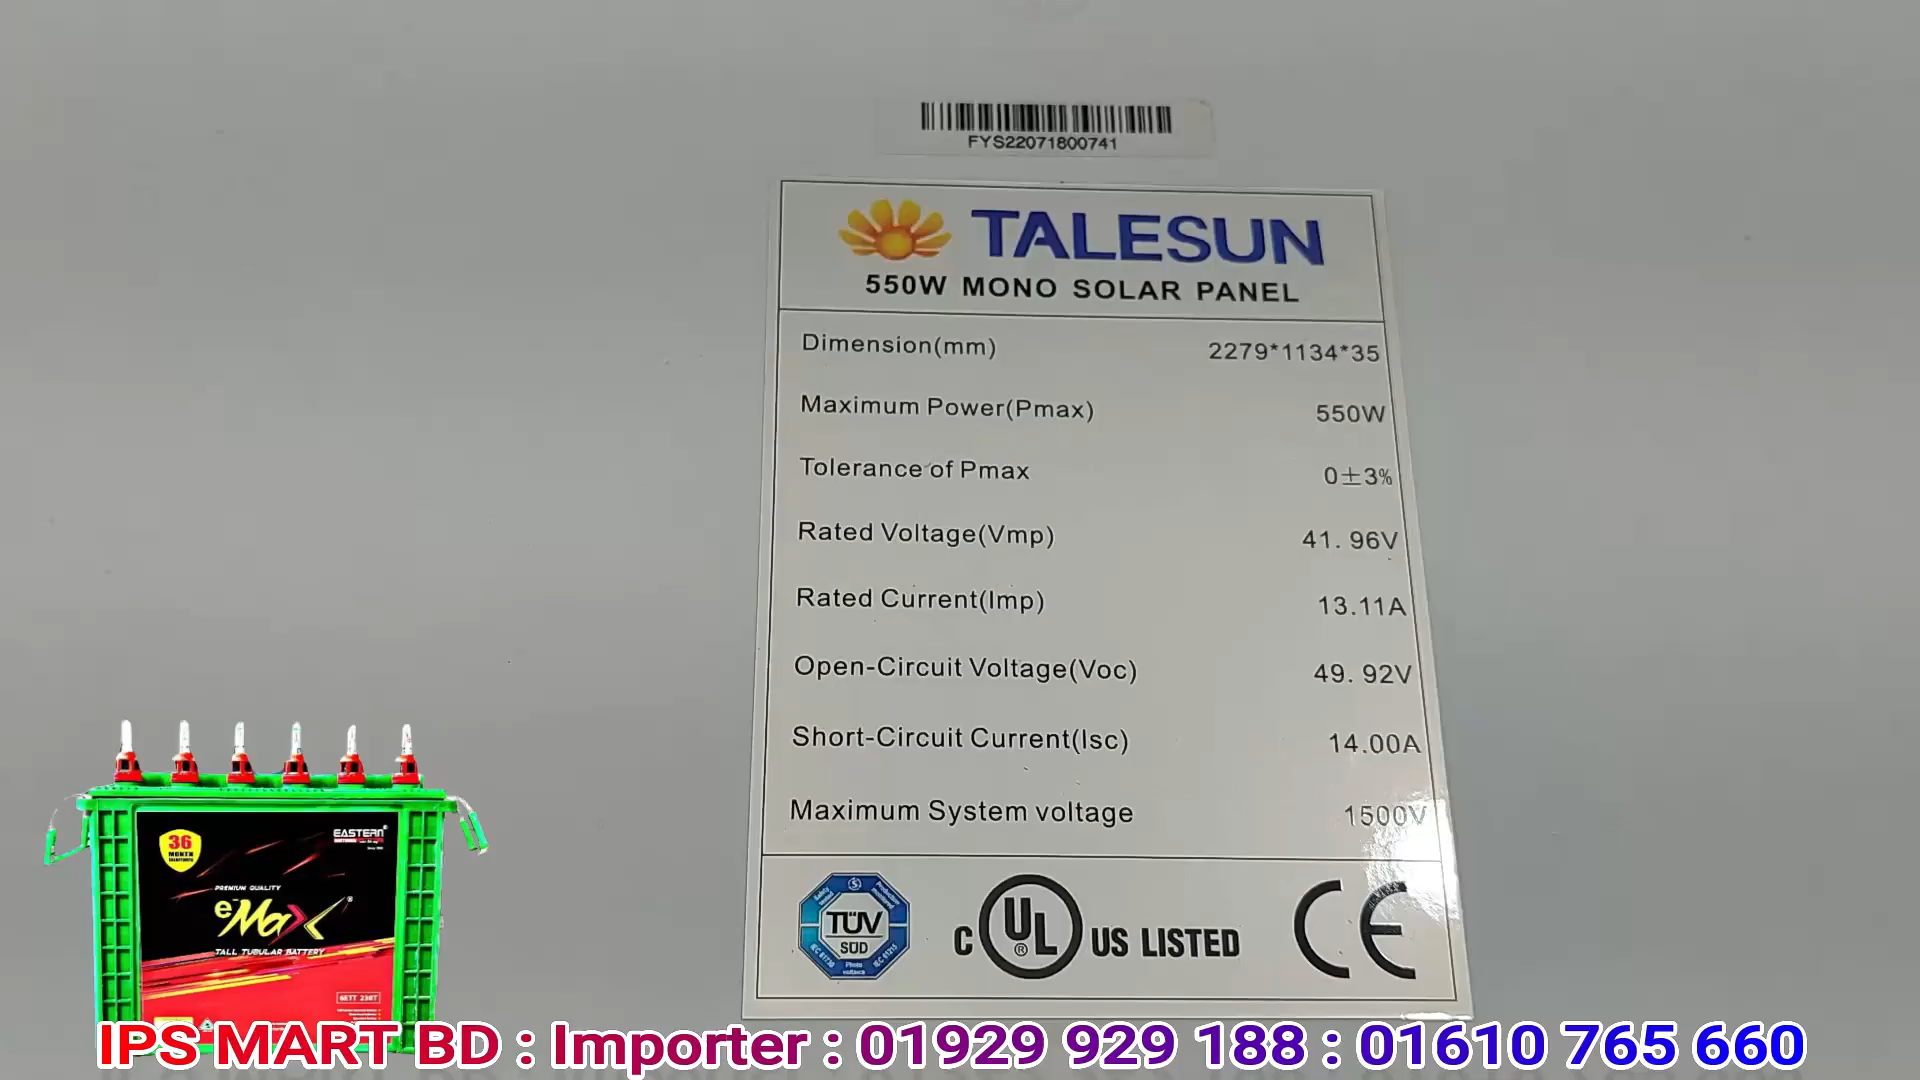 FYS22071800741
TALESUN
550W MONO SOLAR PANEL
Dimension(mm) 2279*1134*35
Maximum Power(Pmax) 550W
Tolerance of Pmax 0±3%
Rated Voltage(Vmp) 41.96V
Rated Current(Imp) 13.11A
Open-Circuit Voltage(Voc) 49.92V
Short-Circuit Current(Isc) 14.00A
Maximum System voltage 1500V
TÜV
SÜD
C UL® US LISTED
CE
36
MONTH
EASTERN
PREMIUM QUALITY
eMax®
TALL TUBULAR BATTERY
IPS MART BD : Importer : 01929 929 188 : 01610 765 660